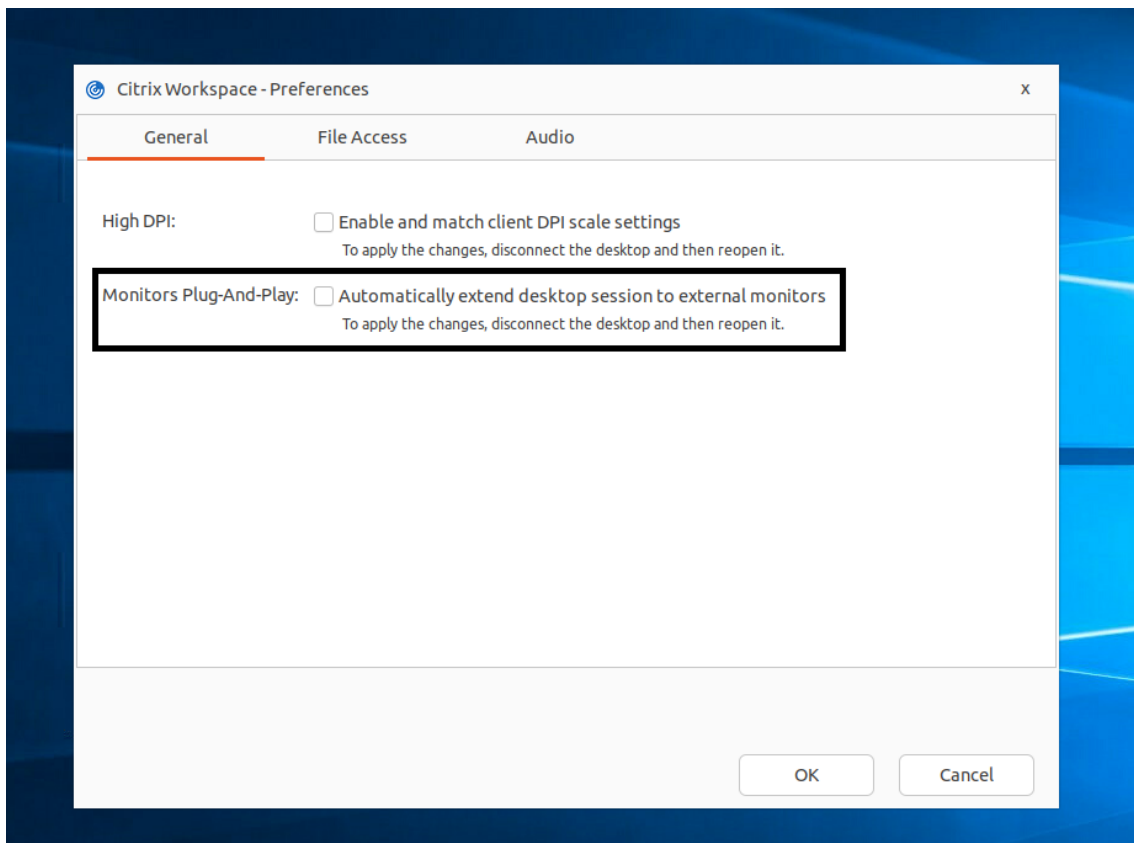 Citrix Workspace - Preferences x
General File Access Audio
High DPI: Enable and match client DPI scale settings
To apply the changes, disconnect the desktop and then reopen it.
Monitors Plug-And-Play: Automatically extend desktop session to external monitors
To apply the changes, disconnect the desktop and then reopen it.
OK Cancel